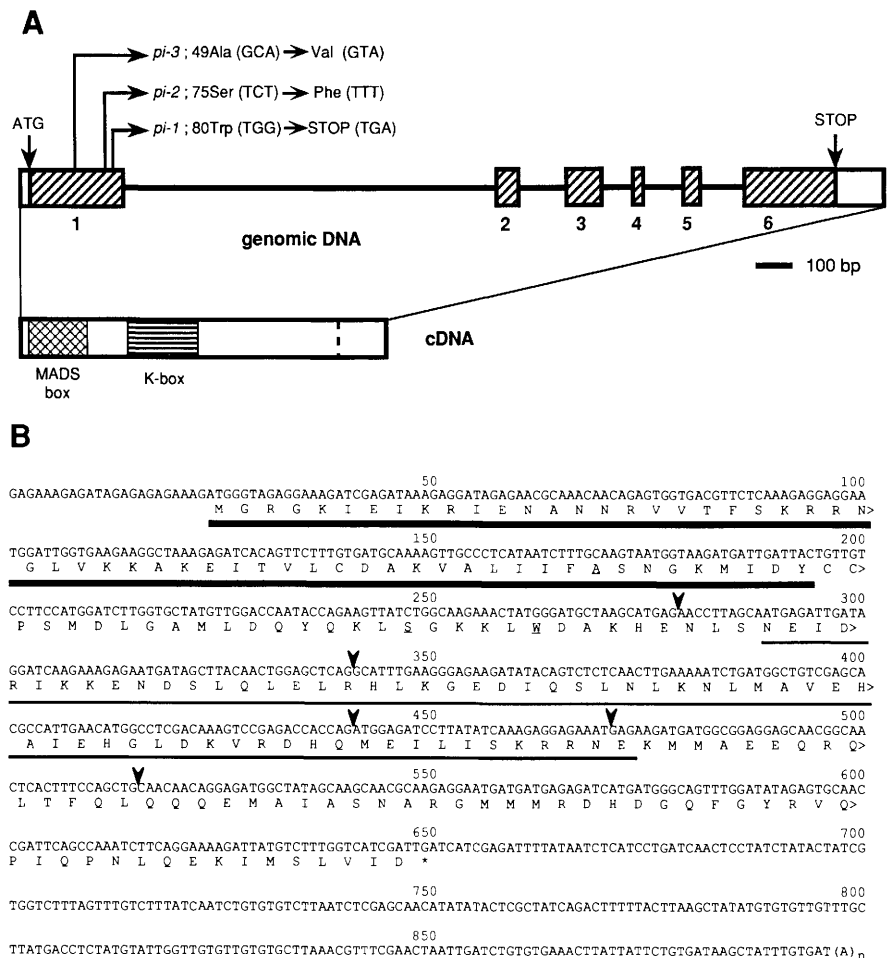 A
pi-3 ; 49Ala (GCA) Val (GTA)
pi-2 ; 75Ser (TCT) Phe (TTT)
pi-1 ; 80Trp (TGG) STOP (TGA)
ATG
STOP
1
2
3
4
5
6
genomic DNA
100 bp
cDNA
MADS
box
K-box
B
50 100
GAGAAAGAGATAGAGAGAGAAAGATGGGTAGAGGAAAGATCGAGATAAAGAGGATAGAGAACGCAAACAACAGAGTGGTGACGTTCTCAAAGAGGAGGAA
M G R G K I E I K R I E N A N N R V V T F S K R R N>
150 200
TGGATTGGTGAAGAAGGCTAAAGAGATCACAGTTCTTTGTGATGCAAAAGTTGCCCTCATAATCTTTGCAAGTAATGGTAAGATGATTGATTACTGTTGT
G L V K K A K E I T V L C D A K V A L I I F A S N G K M I D Y C C>
250 300
CCTTCCATGGATCTTGGTGCTATGTTGGACCAATACCAGAAGTTATCTGGCAAGAAACTATGGGATGCTAAGCATGAGAACCTTAGCAATGAGATTGATA
P S M D L G A M L D Q Y Q K L S G K K L W D A K H E N L S N E I D>
350 400
GGATCAAGAAAGAGAATGATAGCTTACAACTGGAGCTCAGGCATTTGAAGGGAGAAGATATACAGTCTCTCAACTTGAAAAATCTGATGGCTGTCGAGCA
R I K K E N D S L Q L E L R H L K G E D I Q S L N L K N L M A V E H>
450 500
CGCCATTGAACATGGCCTCGACAAAGTCCGAGACCACCAGATGGAGATCCTTATATCAAAGAGGAGAAATGAGAAGATGATGGCGGAGGAGCAACGGCAA
A I E H G L D K V R D H Q M E I L I S K R R N E K M M A E E Q R Q>
550 600
CTCACTTTCCAGCTGCAACAACAGGAGATGGCTATAGCAAGCAACGCAAGAGGAATGATGATGAGAGATCATGATGGGCAGTTTGGATATAGAGTGCAAC
L T F Q L Q Q Q E M A I A S N A R G M M M R D H D G Q F G Y R V Q>
650 700
CGATTCAGCCAAATCTTCAGGAAAAGATTATGTCTTTGGTCATCGATTGATCATCGAGATTTTATAATCTCATCCTGATCAACTCCTATCTATACTATCG
P I Q P N L Q E K I M S L V I D *
750 800
TGGTCTTTAGTTTGTCTTTATCAATCTGTGTGTCTTAATCTCGAGCAACATATATACTCGCTATCAGACTTTTTACTTAAGCTATATGTGTGTTGTTTGC
850
TTATGACCTCTATGTATTGGTTGTGTTGTGTGCTTAAACGTTTCGAACTAATTGATCTGTGTGAAACTTATTATTCTGTGATAAGCTATTTGTGAT(A)n